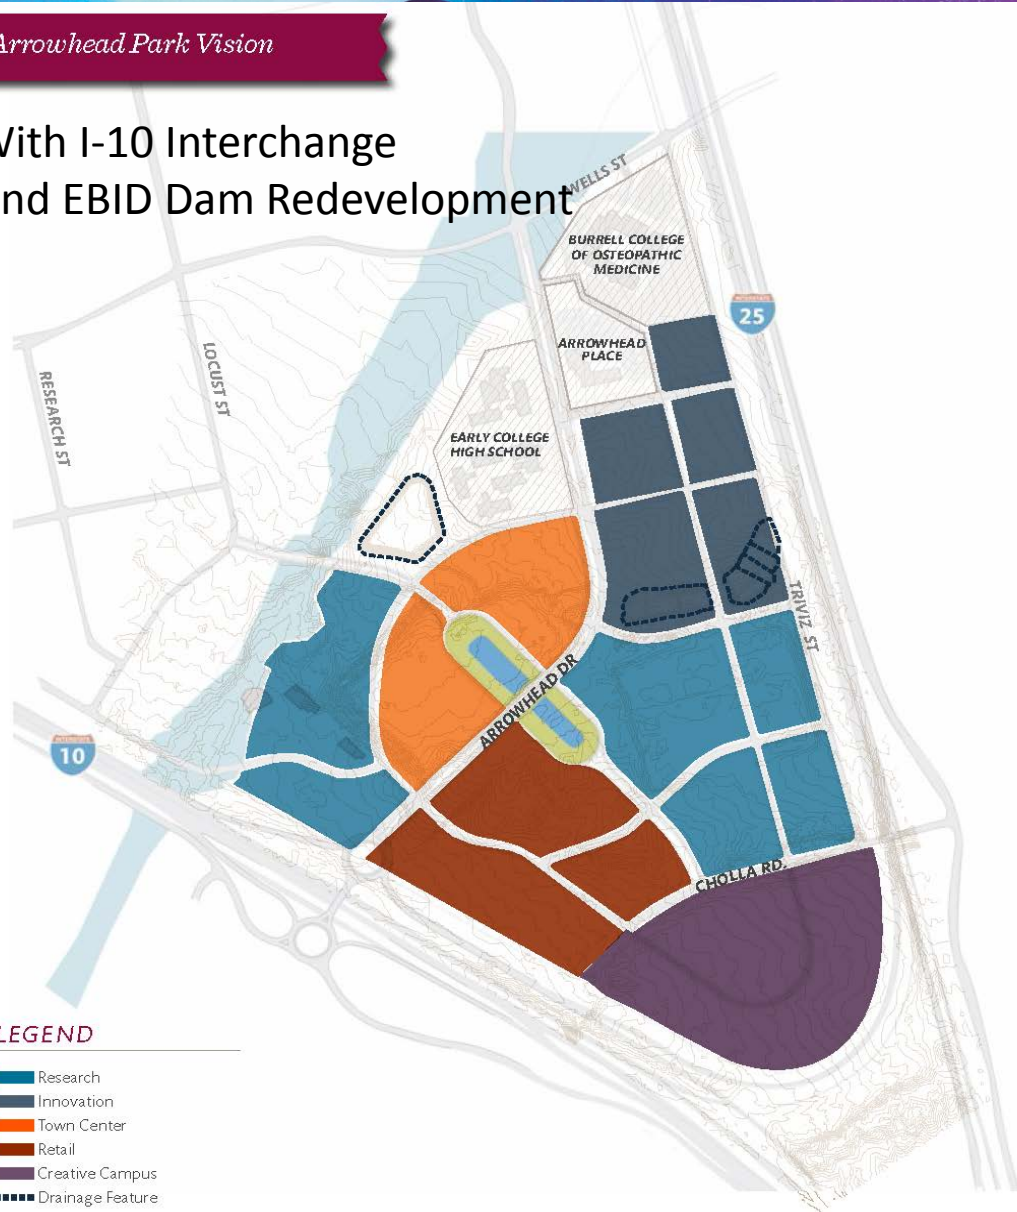 Arrowhead Park Vision
With I-10 Interchange
and EBID Dam Redevelopment
WELLS ST
BURRELL COLLEGE
OF OSTEOPATHIC
MEDICINE
INTERSTATE
25
ARROWHEAD
PLACE
LOCUST ST
RESEARCH ST
EARLY COLLEGE
HIGH SCHOOL
TRIVIZ ST
ARROWHEAD DR
INTERSTATE
10
CHOLLA RD.
LEGEND
Research
Innovation
Town Center
Retail
Creative Campus
Drainage Feature